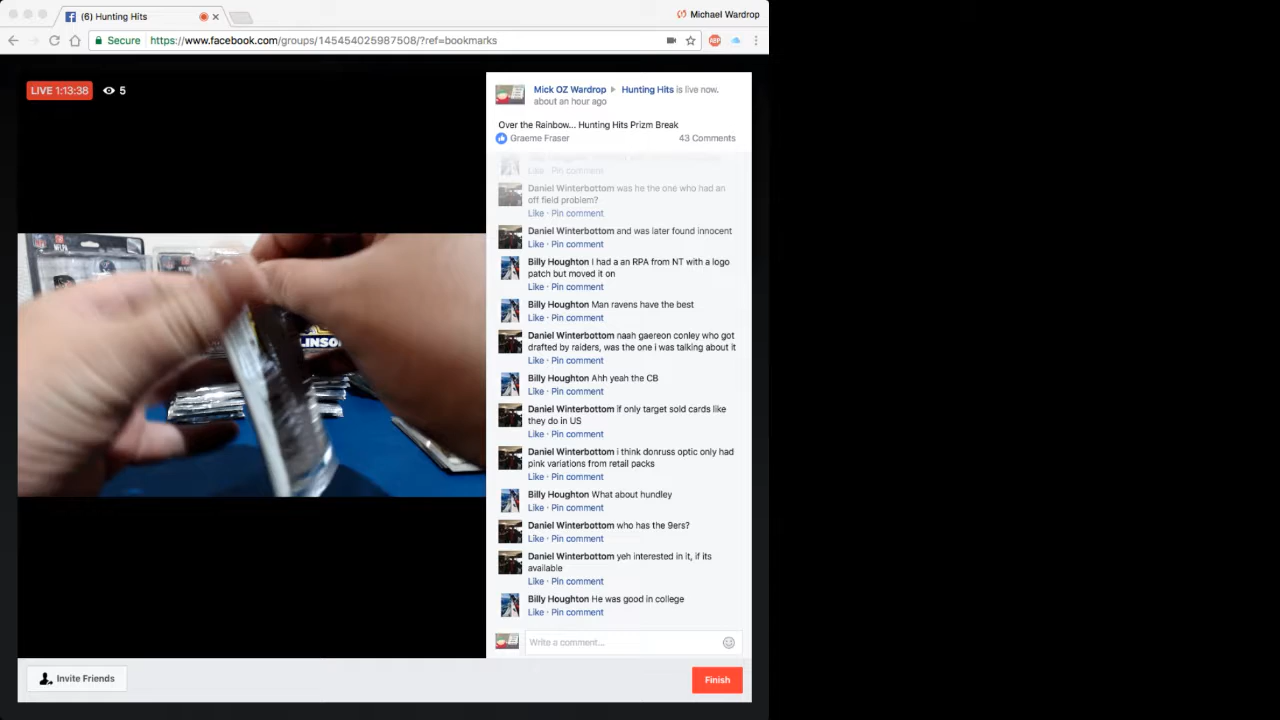 (6) Hunting Hits
Michael Wardrop
Secure https://www.facebook.com/groups/145454025987508/?ref=bookmarks
ABP
LIVE 1:13:38 5
Mick OZ Wardrop Hunting Hits is live now.
about an hour ago
Over the Rainbow... Hunting Hits Prizm Break
Graeme Fraser 43 Comments
Like · Pin comment
Daniel Winterbottom was he the one who had an
off field problem?
Like · Pin comment
Daniel Winterbottom and was later found innocent
Like · Pin comment
Billy Houghton I had a an RPA from NT with a logo
patch but moved it on
Like · Pin comment
Billy Houghton Man ravens have the best
Like · Pin comment
Daniel Winterbottom naah gaereon conley who got
drafted by raiders, was the one i was talking about it
Like · Pin comment
Billy Houghton Ahh yeah the CB
Like · Pin comment
Daniel Winterbottom if only target sold cards like
they do in US
Like · Pin comment
Daniel Winterbottom i think donruss optic only had
pink variations from retail packs
Like · Pin comment
Billy Houghton What about hundley
Like · Pin comment
Daniel Winterbottom who has the 9ers?
Like · Pin comment
Daniel Winterbottom yeh interested in it, if its
available
Like · Pin comment
Billy Houghton He was good in college
Like · Pin comment
Write a comment...
Invite Friends
Finish